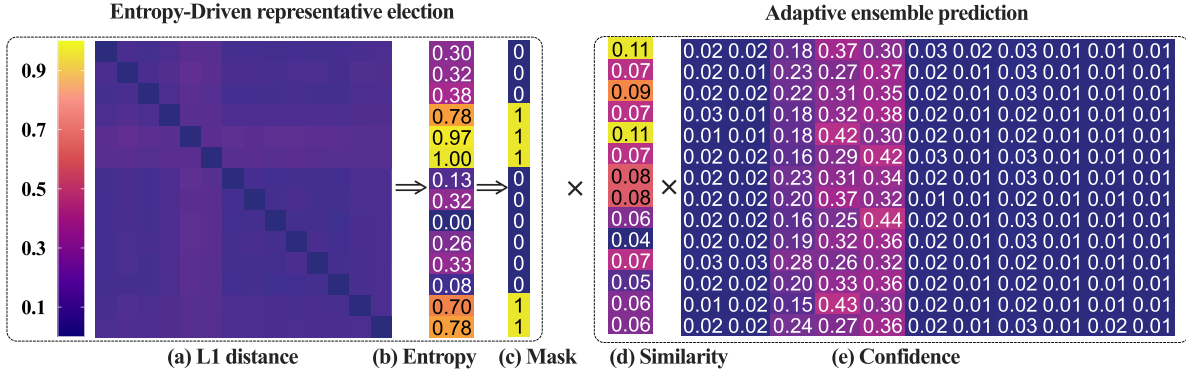 Entropy-Driven representative election
Adaptive ensemble prediction
0.9
0.7
0.5
0.3
0.1
0.30 0 0.11 0.02 0.02 0.18 0.37 0.30 0.03 0.02 0.03 0.01 0.01 0.01
0.32 0 0.07 0.02 0.01 0.23 0.27 0.37 0.02 0.01 0.03 0.01 0.01 0.01
0.38 0 0.09 0.02 0.02 0.22 0.31 0.35 0.02 0.01 0.03 0.01 0.01 0.01
0.78 1 0.07 0.03 0.01 0.18 0.32 0.38 0.02 0.01 0.02 0.01 0.01 0.01
0.97 1 0.11 0.01 0.01 0.18 0.42 0.30 0.02 0.01 0.02 0.01 0.01 0.01
1.00 1 0.07 0.02 0.02 0.16 0.29 0.42 0.03 0.01 0.03 0.01 0.01 0.01
⇒ ⇒ × ×
0.13 0 0.08 0.02 0.02 0.23 0.31 0.34 0.02 0.01 0.03 0.01 0.01 0.01
0.32 0 0.08 0.02 0.02 0.20 0.37 0.32 0.01 0.01 0.02 0.01 0.01 0.01
0.00 0 0.06 0.02 0.02 0.16 0.25 0.44 0.02 0.01 0.03 0.01 0.01 0.01
0.26 0 0.04 0.02 0.02 0.19 0.32 0.36 0.02 0.01 0.03 0.01 0.01 0.01
0.33 0 0.07 0.03 0.03 0.28 0.26 0.32 0.02 0.01 0.02 0.01 0.01 0.01
0.08 0 0.05 0.02 0.02 0.20 0.33 0.36 0.02 0.01 0.02 0.01 0.01 0.01
0.70 1 0.06 0.01 0.02 0.15 0.43 0.30 0.02 0.01 0.02 0.01 0.01 0.01
0.78 1 0.06 0.02 0.02 0.24 0.27 0.36 0.02 0.01 0.03 0.01 0.02 0.01
(a) L1 distance
(b) Entropy
(c) Mask
(d) Similarity
(e) Confidence